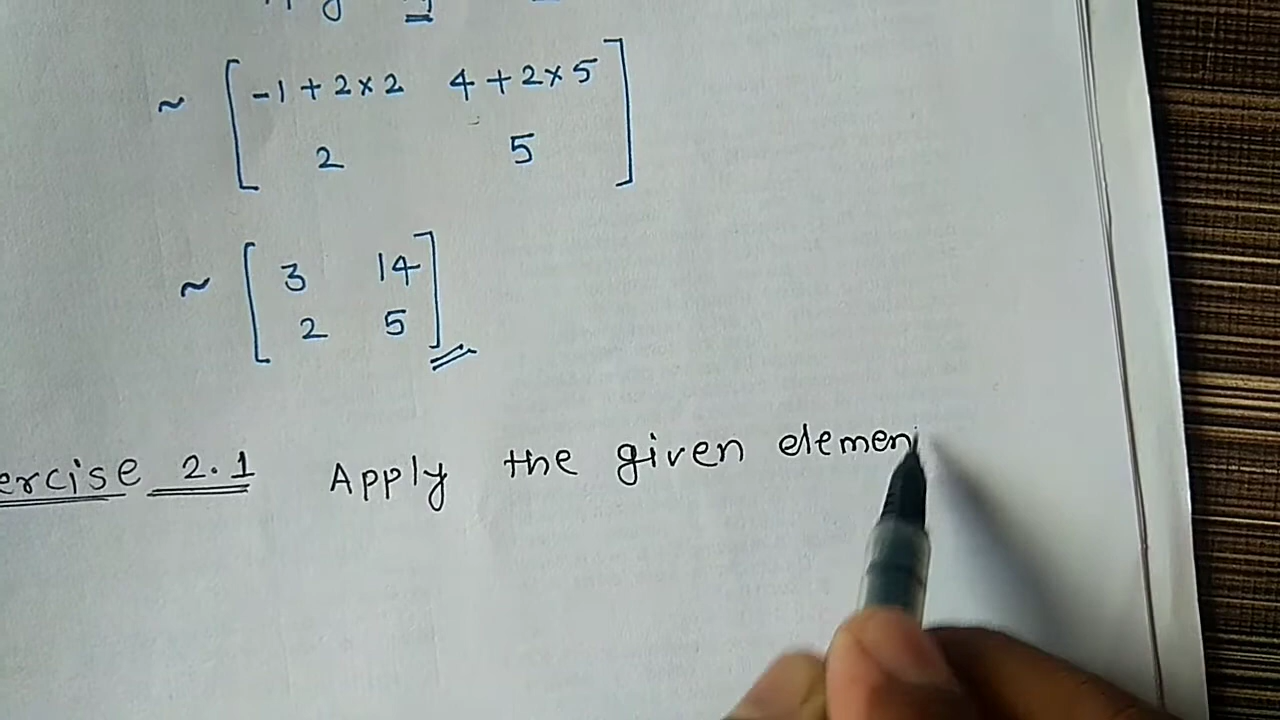 ~ [ -1 + 2 × 2 4 + 2 × 5 ]
2 5
~ [ 3 14 ]
2 5
ercise 2.1 Apply the given elemen